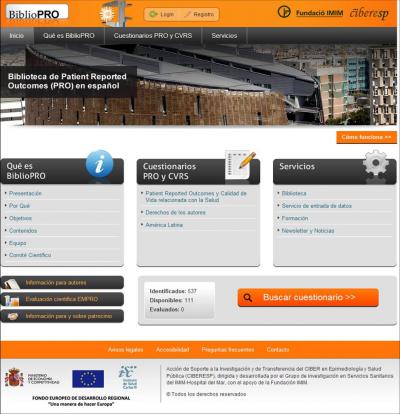 BiblioPRO
Login
Registro
Fundació IMIM
ciberesp
Inicio
Qué es BiblioPRO
Cuestionarios PRO y CVRS
Servicios
Biblioteca de Patient Reported
Outcomes (PRO) en español
Cómo funciona >>
Qué es
BiblioPRO
Presentación
Por Qué
Objetivos
Contenidos
Equipo
Comité Científico
Cuestionarios
PRO y CVRS
Patient Reported Outcomes y Calidad de
Vida relacionada con la Salud
Derechos de los autores
América Latina
Servicios
Biblioteca
Servicio de entrada de datos
Formación
Newsletter y Noticias
Información para autores
Evaluación científica EMPRO
Información para y sobre patrocinio
Identificados: 537
Disponibles: 111
Evaluados: 0
Buscar cuestionario >>
Avisos legales
Accesibilidad
Preguntas frecuentes
Contacto
MINISTERIO
DE ECONOMÍA
Y COMPETITIVIDAD
Instituto
de Salud
Carlos III
FONDO EUROPEO DE DESARROLLO REGIONAL
"Una manera de hacer Europa"
Acción de Soporte a la Investigación y de Transferencia del CIBER en Epidemiología y Salud
Pública (CIBERESP), dirigida y desarrollada por el Grupo de Investigación en Servicios Sanitarios
del IMIM-Hospital del Mar, con el apoyo de la Fundación IMIM.
® Todos los derechos reservados